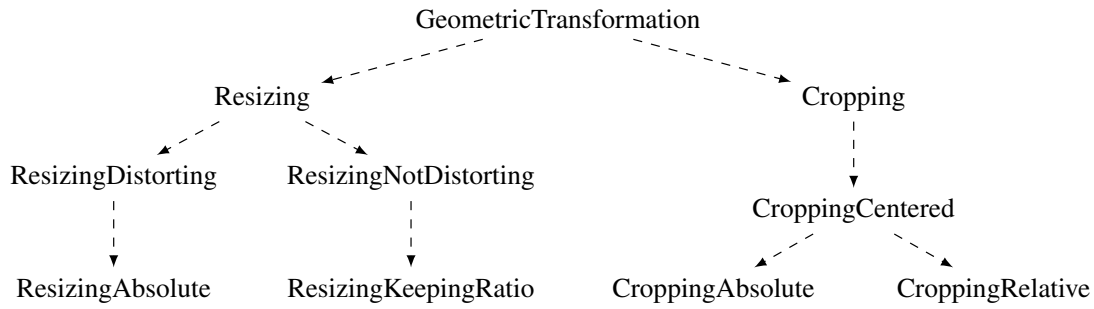 GeometricTransformation
Resizing
Cropping
ResizingDistorting
ResizingNotDistorting
CroppingCentered
ResizingAbsolute
ResizingKeepingRatio
CroppingAbsolute
CroppingRelative